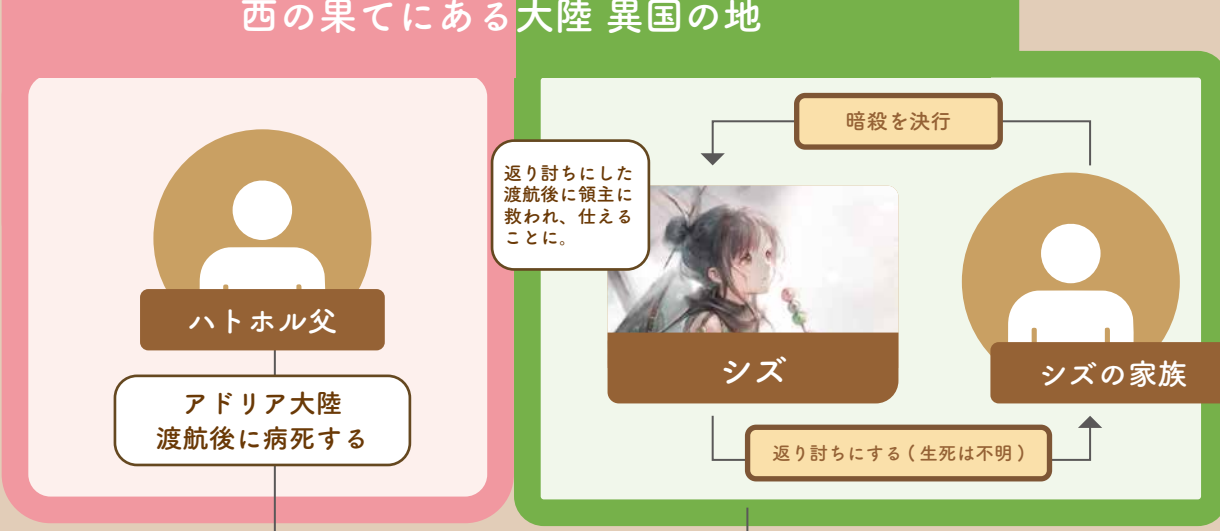 西の果てにある大陸 異国の地
ハトホル父
アドリア大陸
渡航後に病死する
暗殺を決行
返り討ちにした
渡航後に領主に
救われ、仕える
ことに。
シズ
シズの家族
返り討ちにする ( 生死は不明 )